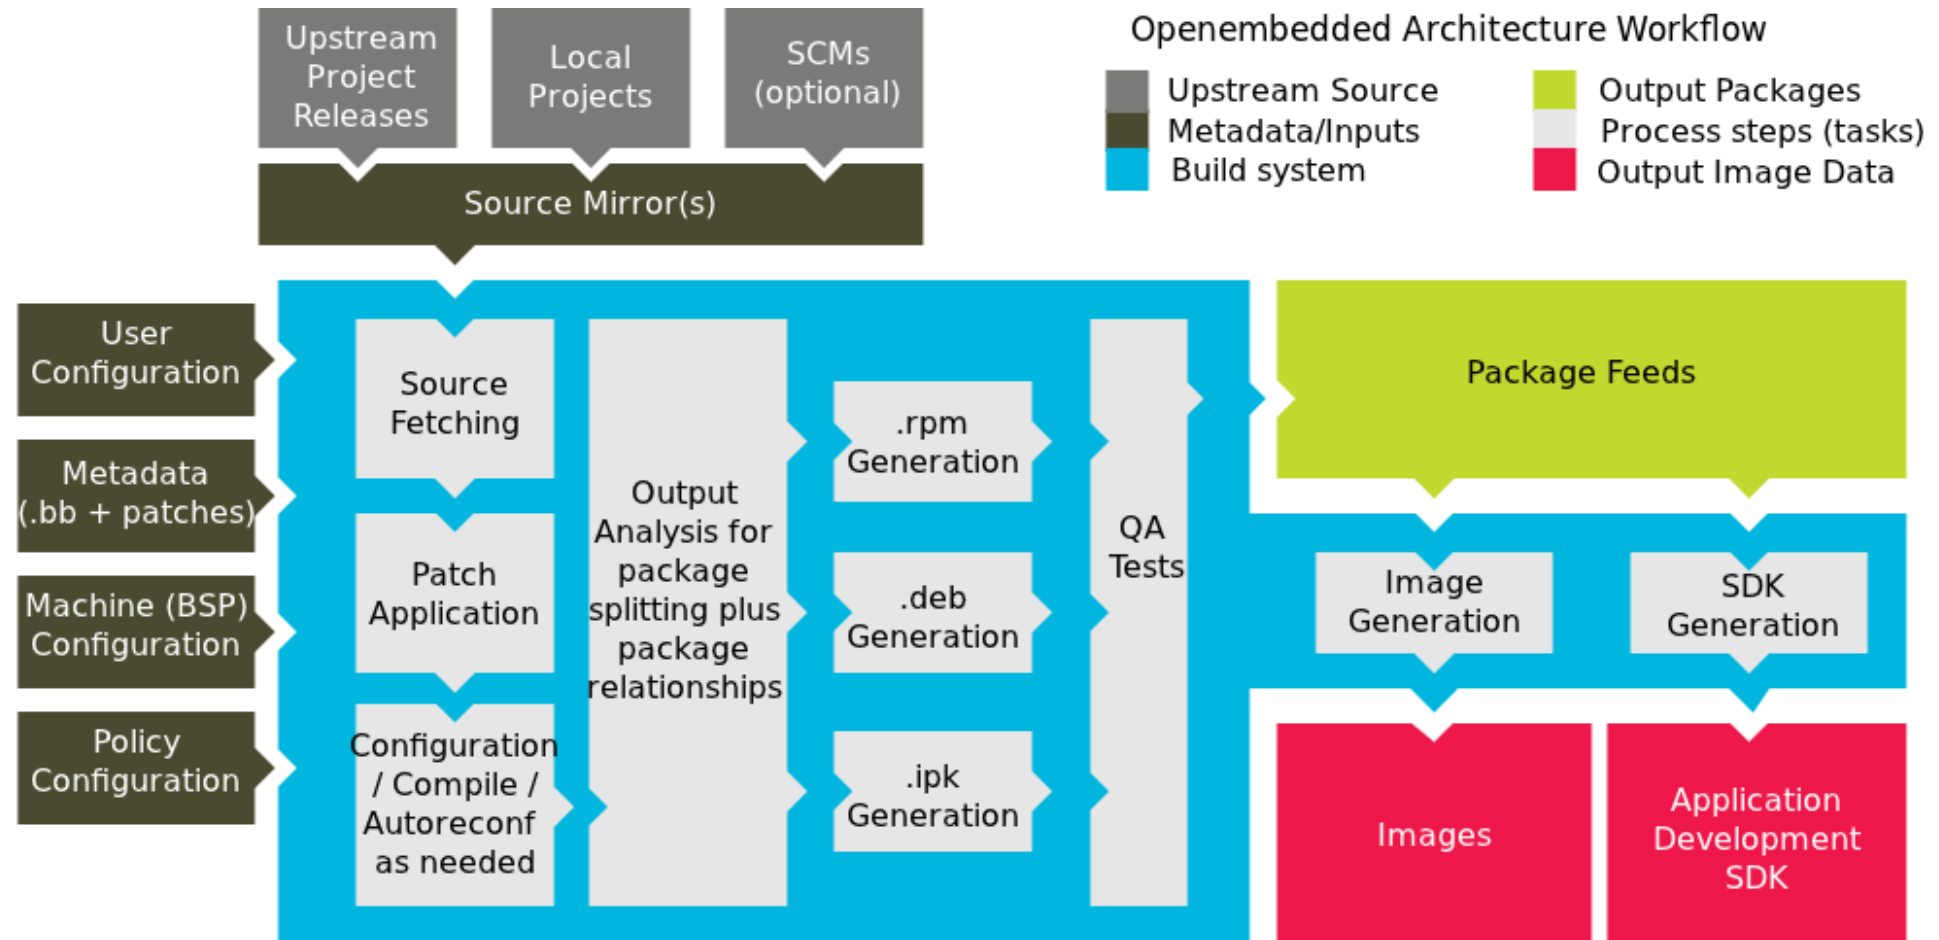 Upstream
Project
Releases
Local
Projects
SCMs
(optional)
Source Mirror(s)
Openembedded Architecture Workflow
Upstream Source
Metadata/Inputs
Build system
Output Packages
Process steps (tasks)
Output Image Data
User
Configuration
Metadata
(.bb + patches)
Machine (BSP)
Configuration
Policy
Configuration
Source
Fetching
Patch
Application
Configuration
/ Compile /
Autoreconf
as needed
Output
Analysis for
package
splitting plus
package
relationships
.rpm
Generation
.deb
Generation
.ipk
Generation
QA
Tests
Package Feeds
Image
Generation
SDK
Generation
Images
Application
Development
SDK